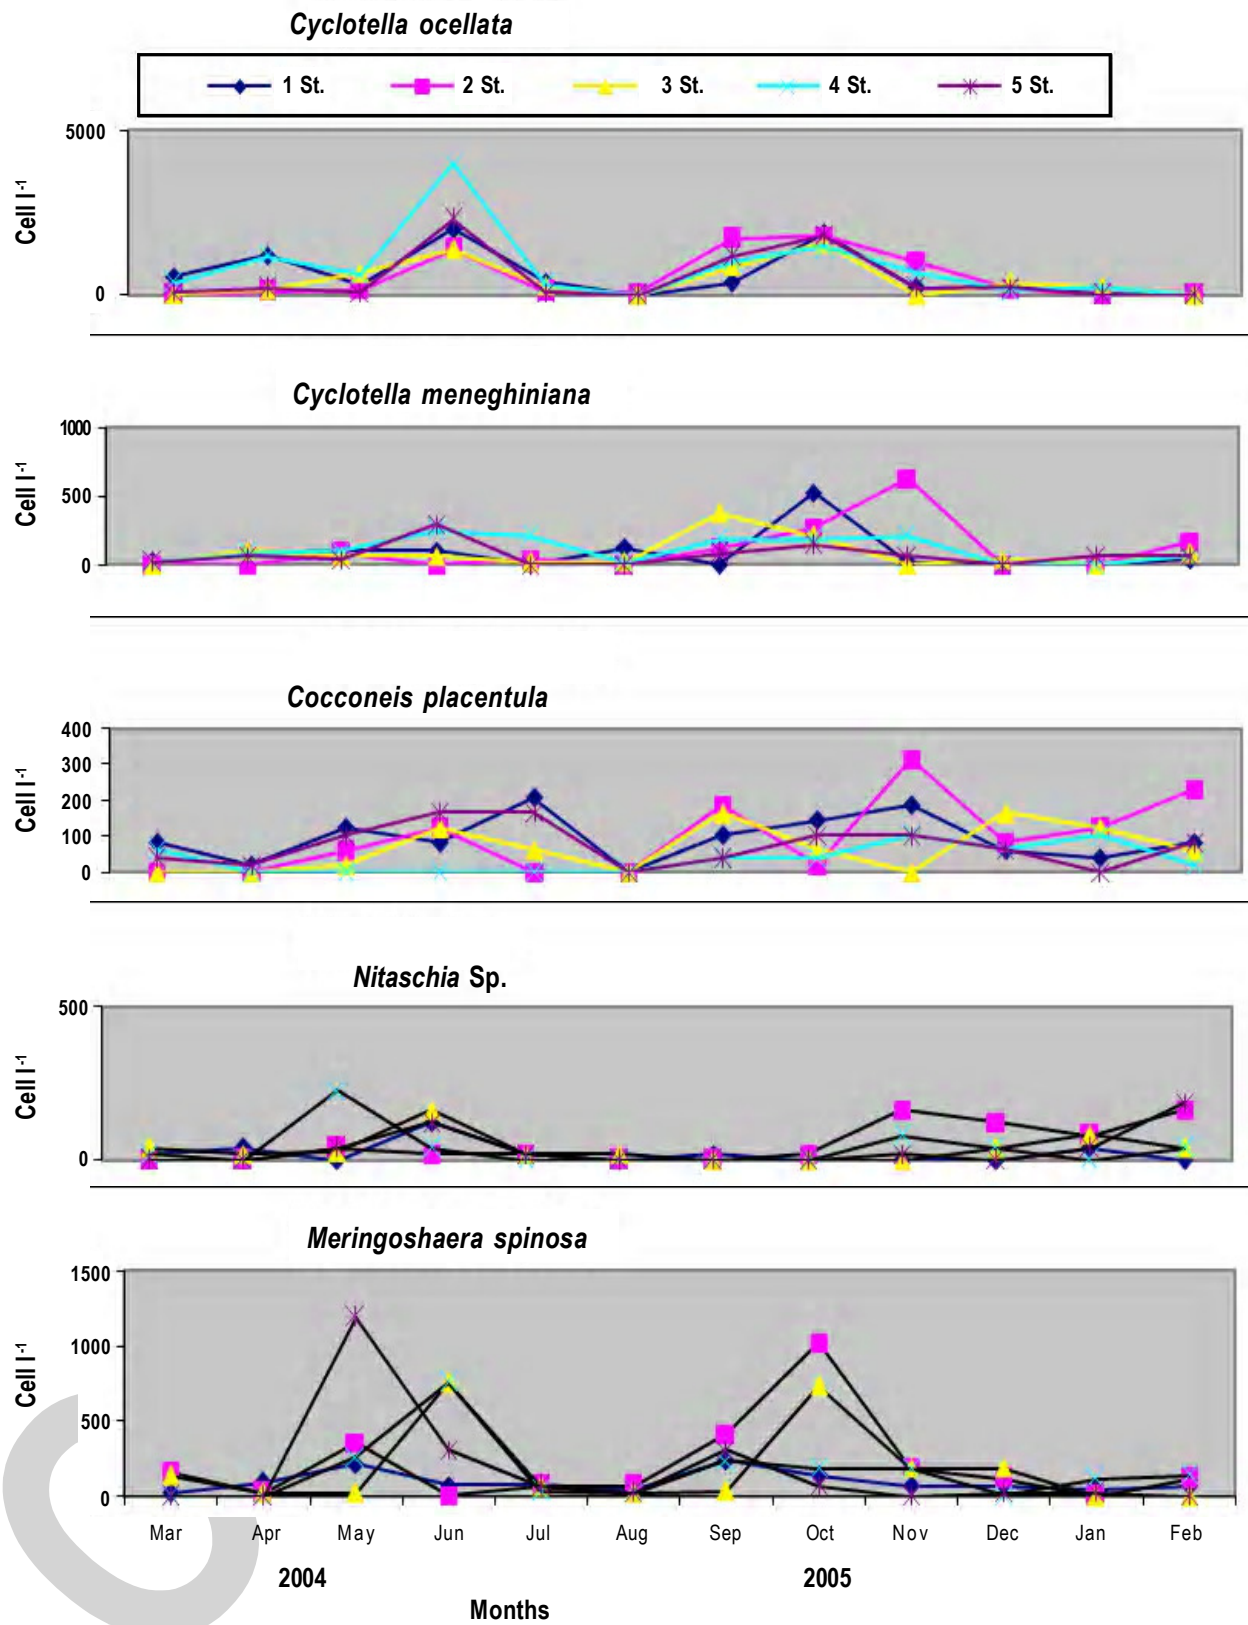 Cyclotella ocellata
1 St. 2 St. 3 St. 4 St. 5 St.
5000
0
Cell l-1
Cyclotella meneghiniana
1000
500
0
Cell l-1
Cocconeis placentula
400
300
200
100
0
Cell l-1
Nitaschia Sp.
500
0
Cell l-1
Meringoshaera spinosa
1500
1000
500
0
Cell l-1
Mar Apr May Jun Jul Aug Sep Oct Nov Dec Jan Feb
2004 2005
Months